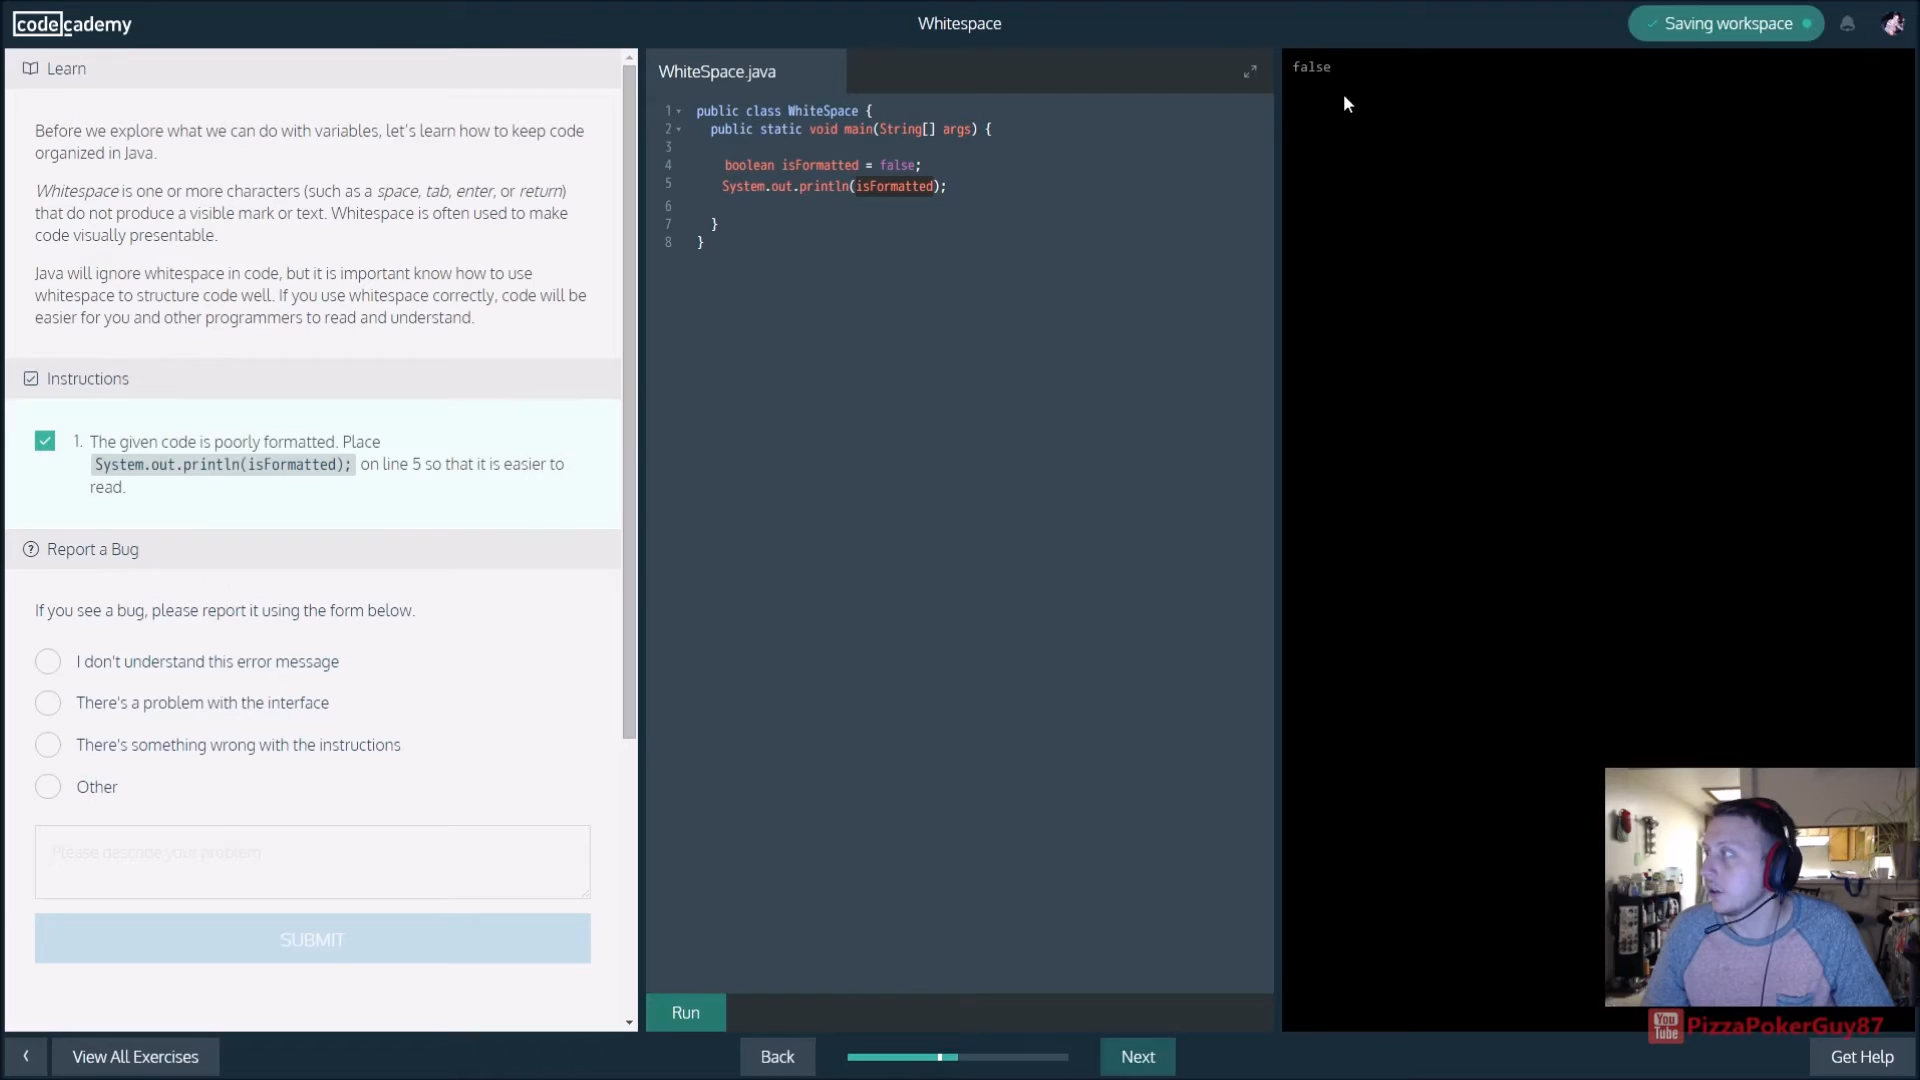 codecademy
Whitespace
Saving workspace
Learn
Before we explore what we can do with variables, let's learn how to keep code
organized in Java.
Whitespace is one or more characters (such as a space, tab, enter, or return)
that do not produce a visible mark or text. Whitespace is often used to make
code visually presentable.
Java will ignore whitespace in code, but it is important know how to use
whitespace to structure code well. If you use whitespace correctly, code will be
easier for you and other programmers to read and understand.
Instructions
1. The given code is poorly formatted. Place
System.out.println(isFormatted); on line 5 so that it is easier to
read.
Report a Bug
If you see a bug, please report it using the form below.
I don't understand this error message
There's a problem with the interface
There's something wrong with the instructions
Other
Please describe your problem
SUBMIT
WhiteSpace.java
1 public class WhiteSpace {
2 public static void main(String[] args) {
3
4 boolean isFormatted = false;
5 System.out.println(isFormatted);
6
7 }
8 }
Run
false
You Tube PizzaPokerGuy87
View All Exercises
Back
Next
Get Help